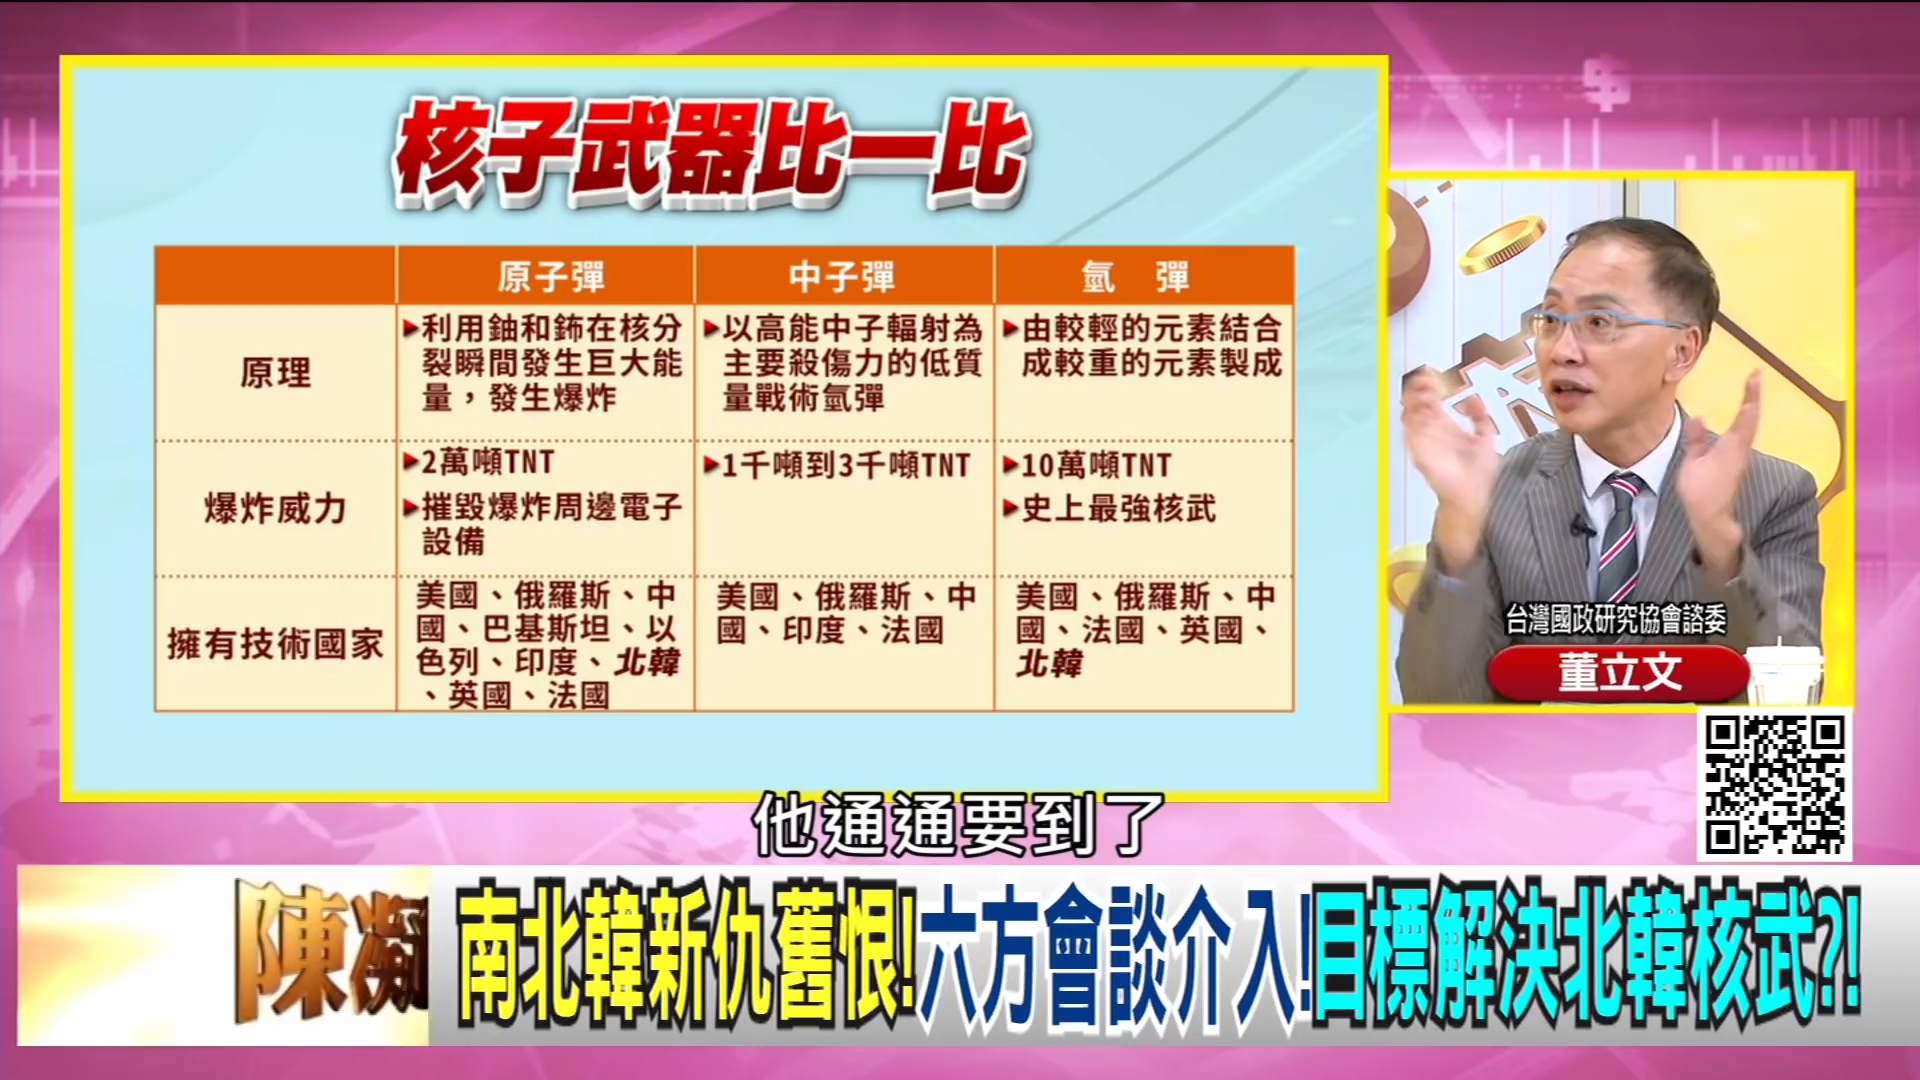 核子武器比一比
原子彈
中子彈
氫 彈
原理
▶利用鈾和鈽在核分
裂瞬間發生巨大能
量，發生爆炸
▶以高能中子輻射為
主要殺傷力的低質
量戰術氫彈
▶由較輕的元素結合
成較重的元素製成
爆炸威力
▶2萬噸TNT
▶摧毀爆炸周邊電子
設備
▶1千噸到3千噸TNT
▶10萬噸TNT
▶史上最強核武
擁有技術國家
美國、俄羅斯、中
國、巴基斯坦、以
色列、印度、北韓
、英國、法國
美國、俄羅斯、中
國、印度、法國
美國、俄羅斯、中
國、法國、英國、
北韓
台灣國政研究協會諮委
董立文
他通通要到了
陳凝
南北韓新仇舊恨!六方會談介入!目標解決北韓核武?!